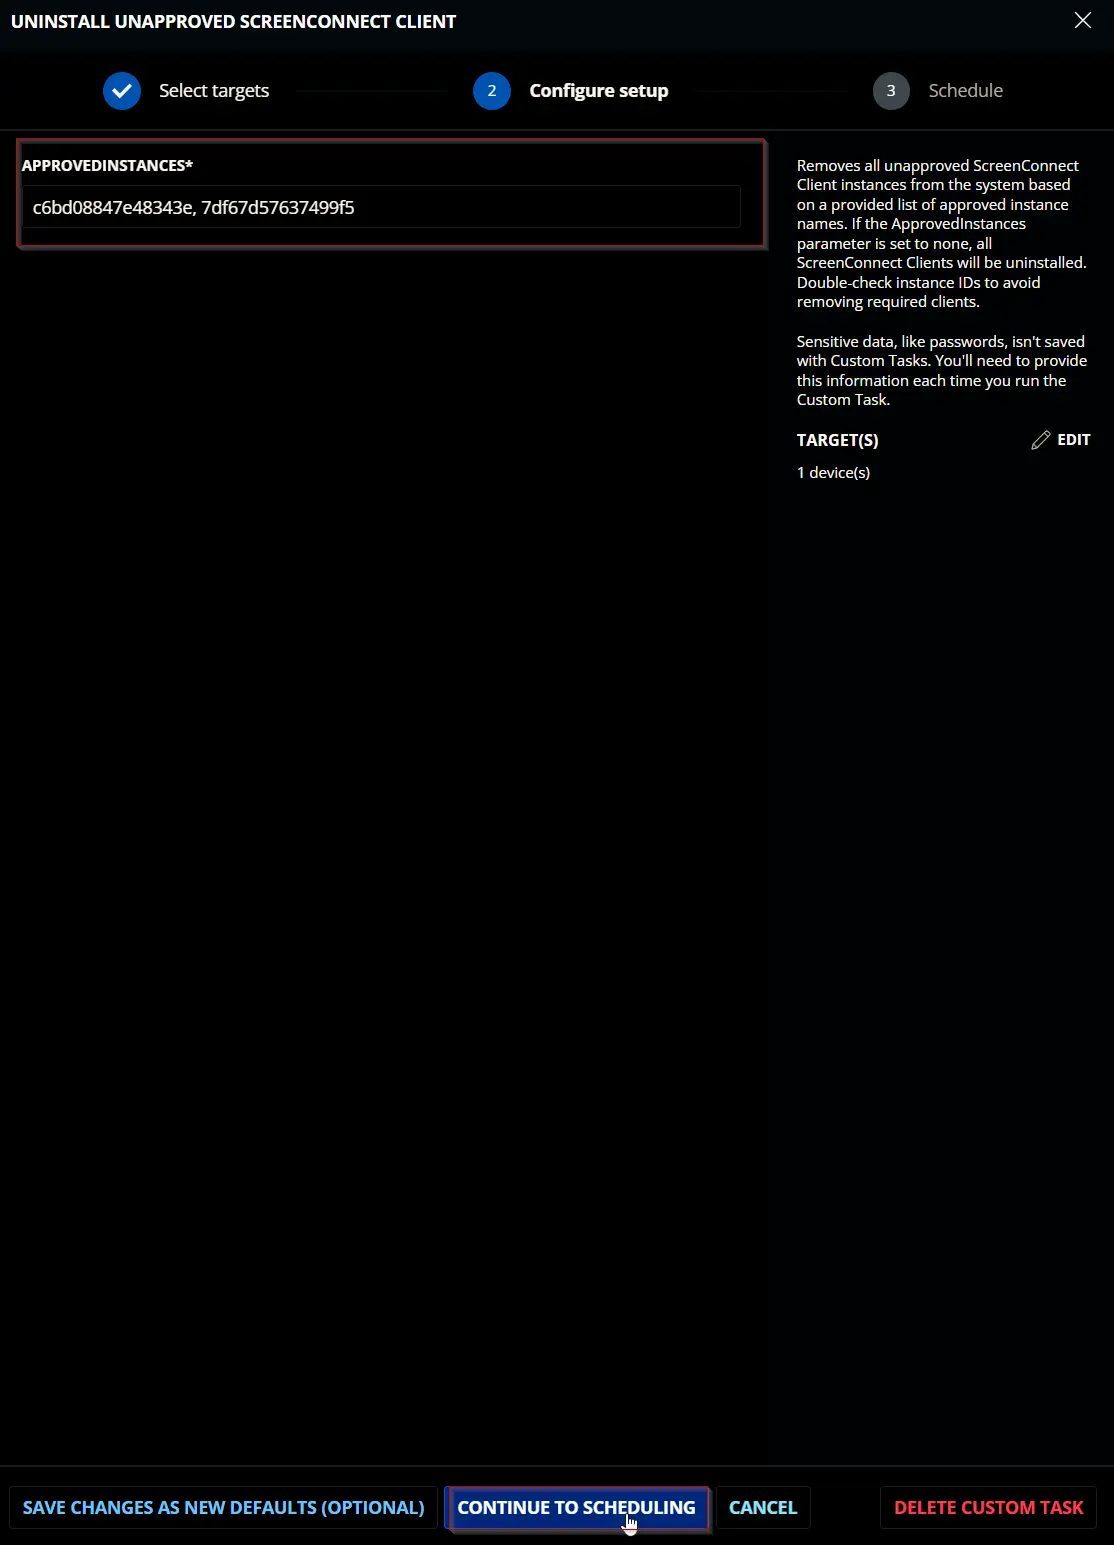 UNINSTALL UNAPPROVED SCREENCONNECT CLIENT
Select targets
2
Configure setup
3
Schedule
APPROVEDINSTANCES*
c6bd08847e48343e, 7df67d57637499f5
Removes all unapproved ScreenConnect
Client instances from the system based
on a provided list of approved instance
names. If the ApprovedInstances
parameter is set to none, all
ScreenConnect Clients will be uninstalled.
Double-check instance IDs to avoid
removing required clients.
Sensitive data, like passwords, isn't saved
with Custom Tasks. You'll need to provide
this information each time you run the
Custom Task.
TARGET(S)
EDIT
1 device(s)
SAVE CHANGES AS NEW DEFAULTS (OPTIONAL)
CONTINUE TO SCHEDULING
CANCEL
DELETE CUSTOM TASK